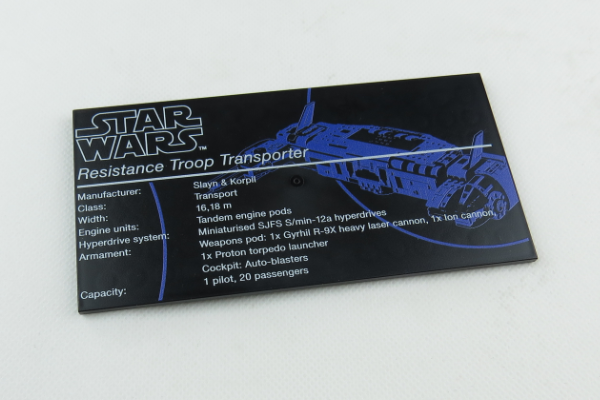 STAR
WARS™
Resistance Troop Transporter
Manufacturer: Slayn & Korpil
Class: Transport
Width: 16,18 m
Engine units: Tandem engine pods
Hyperdrive system: Miniaturised SJFS S/min-12a hyperdrives
Armament: Weapons pod: 1x Gyrhil R-9X heavy laser cannon, 1x Ion cannon,
1x Proton torpedo launcher
Cockpit: Auto-blasters
Capacity: 1 pilot, 20 passengers